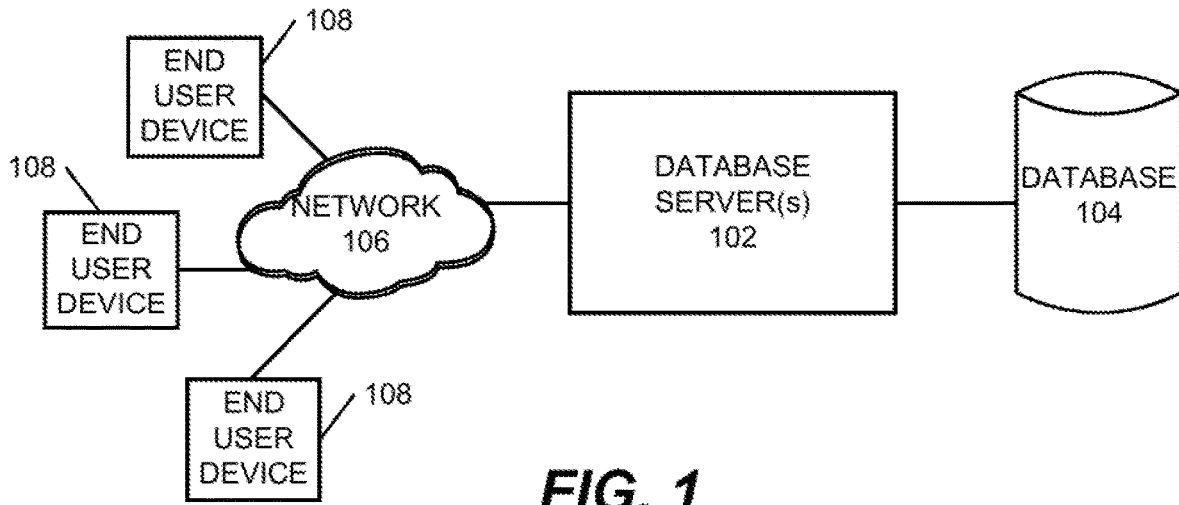 108
END
USER
DEVICE
108
END
USER
DEVICE
108
END
USER
DEVICE
NETWORK
106
DATABASE
SERVER(s)
102
DATABASE
104
FIG. 1